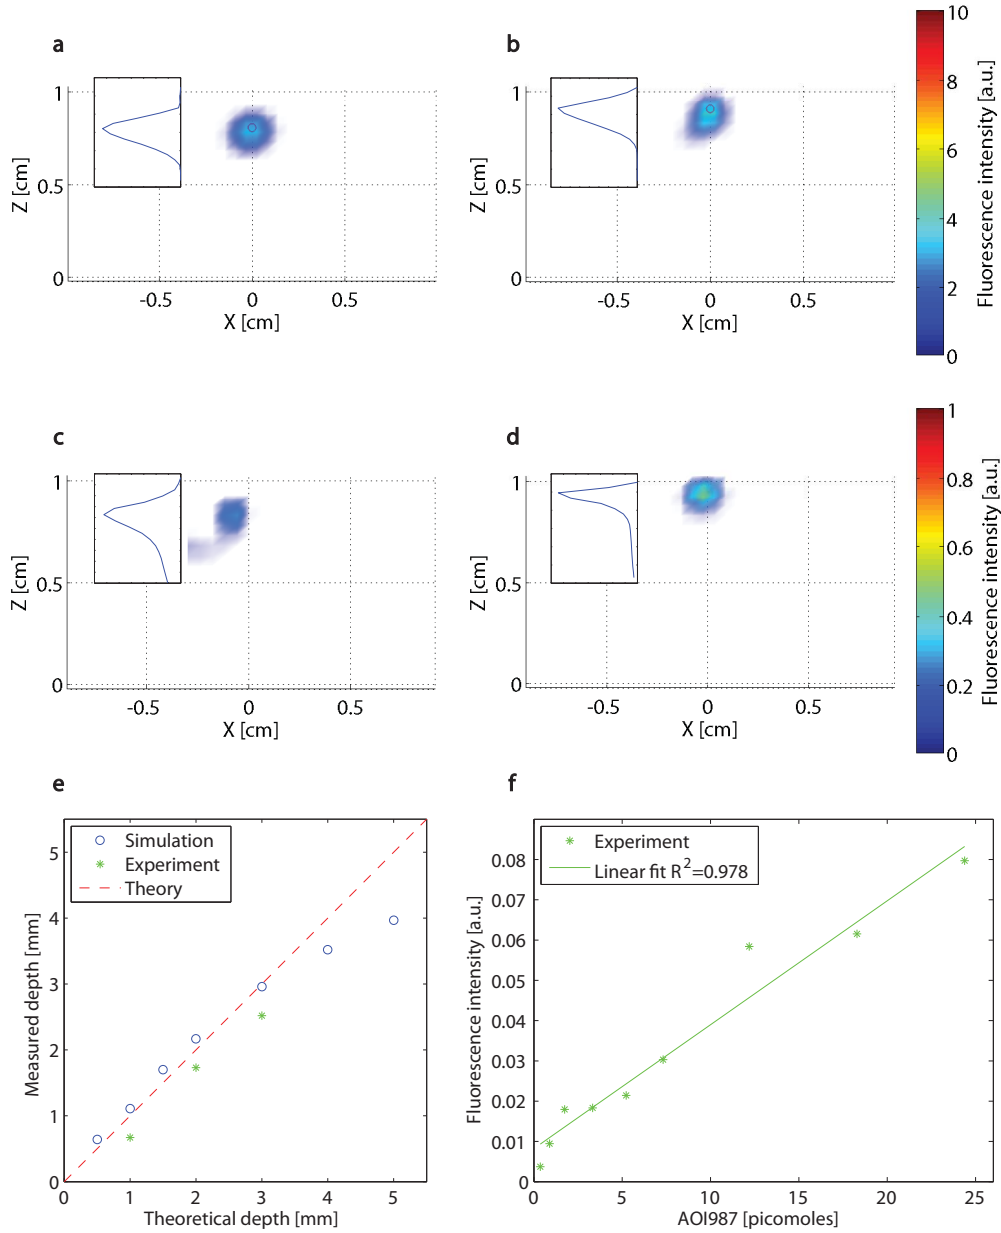 a
1
0.5
0
Z [cm]
-0.5
0
0.5
X [cm]
b
1
0.5
0
Z [cm]
-0.5
0
0.5
X [cm]
10
8
6
4
2
0
Fluorescence intensity [a.u.]
c
1
0.5
0
Z [cm]
-0.5
0
0.5
X [cm]
d
1
0.5
0
Z [cm]
-0.5
0
0.5
X [cm]
1
0.8
0.6
0.4
0.2
0
Fluorescence intensity [a.u.]
e
Simulation
Experiment
Theory
5
4
3
2
1
0
Measured depth [mm]
0 1 2 3 4 5
Theoretical depth [mm]
f
Experiment
Linear fit R2=0.978
0.08
0.07
0.06
0.05
0.04
0.03
0.02
0.01
0
Fluorescence intensity [a.u.]
0 5 10 15 20 25
AOI987 [picomoles]